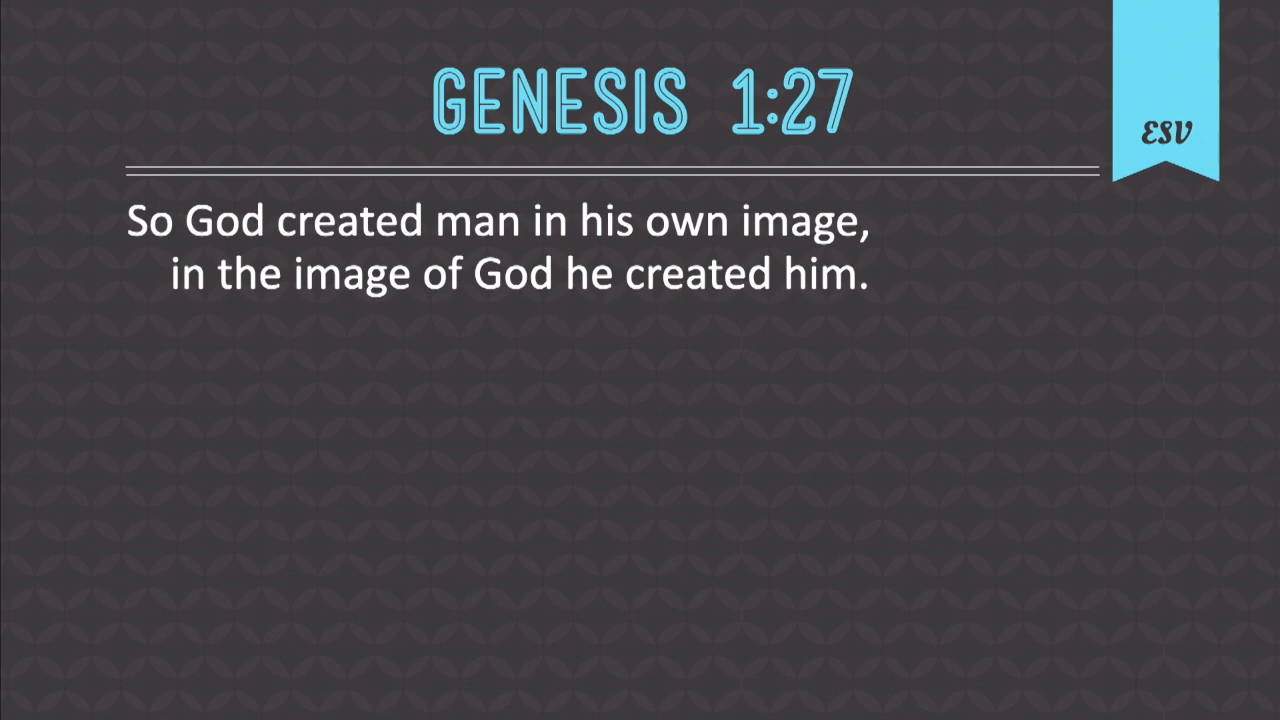 GENESIS 1:27
ESV
So God created man in his own image,
in the image of God he created him.